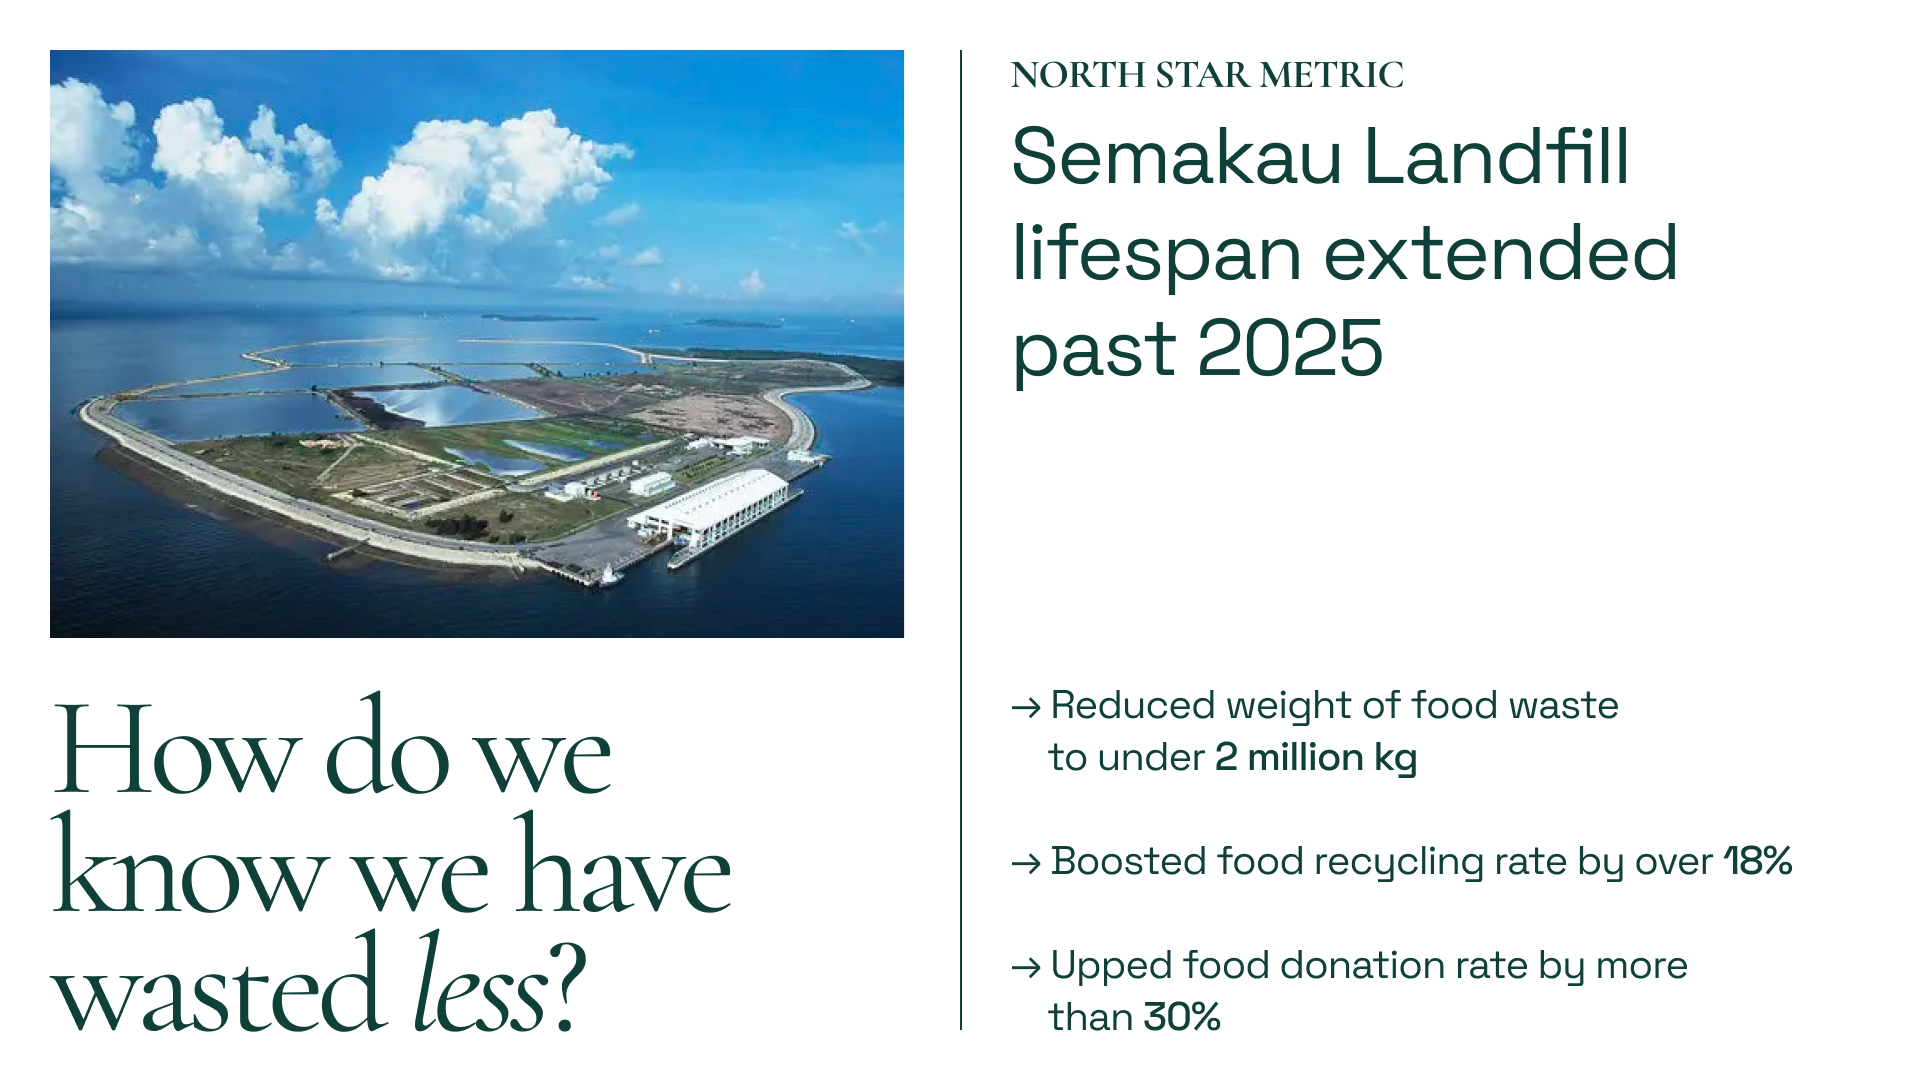 How do we
know we have
wasted less?
NORTH STAR METRIC
Semakau Landfill
lifespan extended
past 2025
→ Reduced weight of food waste
to under 2 million kg
→ Boosted food recycling rate by over 18%
→ Upped food donation rate by more
than 30%